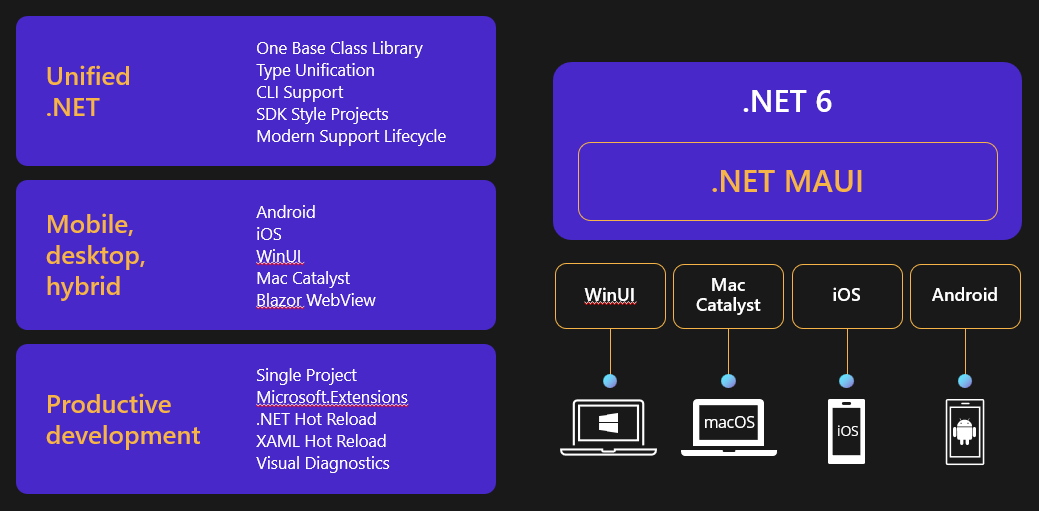 Unified
.NET
One Base Class Library
Type Unification
CLI Support
SDK Style Projects
Modern Support Lifecycle
Mobile,
desktop,
hybrid
Android
iOS
WinUI
Mac Catalyst
Blazor WebView
Productive
development
Single Project
Microsoft.Extensions
.NET Hot Reload
XAML Hot Reload
Visual Diagnostics
.NET 6
.NET MAUI
WinUI
Mac
Catalyst
iOS
Android
macOS
iOS